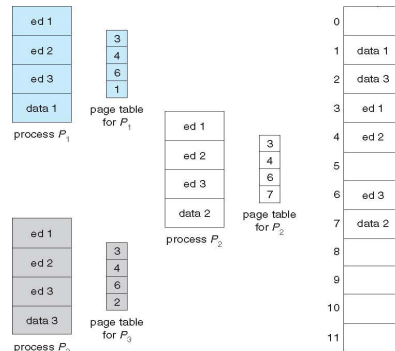 ed 1
ed 2
ed 3
data 1
process P1
3
4
6
1
page table
for P1
ed 1
ed 2
ed 3
data 2
process P2
3
4
6
7
page table
for P2
ed 1
ed 2
ed 3
data 3
process P
3
4
6
2
page table
for P3
0
1 data 1
2 data 3
3 ed 1
4 ed 2
5
6 ed 3
7 data 2
8
9
10
11